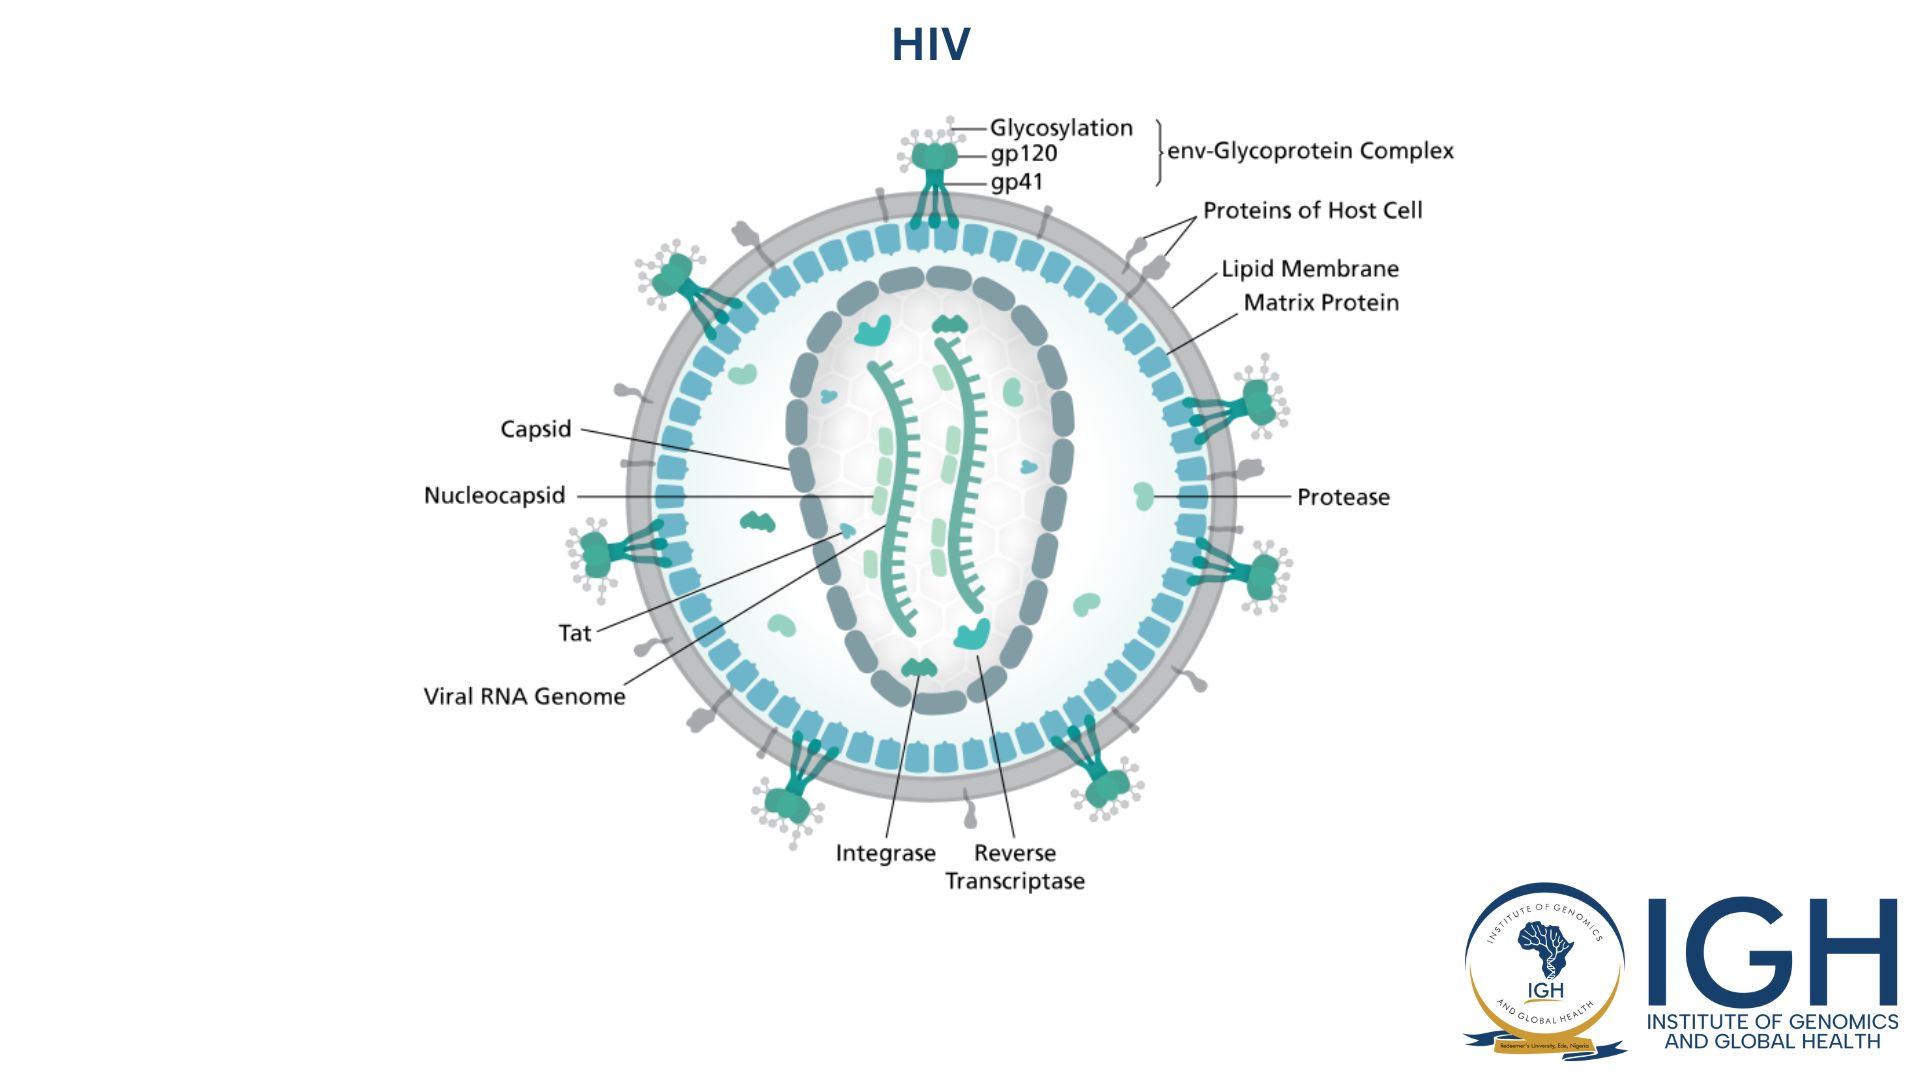 HIV
Glycosylation
gp120
gp41
env-Glycoprotein Complex
Proteins of Host Cell
Lipid Membrane
Matrix Protein
Capsid
Nucleocapsid
Protease
Tat
Viral RNA Genome
Integrase
Reverse
Transcriptase
INSTITUTE OF GENOMICS
IGH
AND GLOBAL HEALTH
Redeemer's University, Ede, Nigeria
IGH
INSTITUTE OF GENOMICS
AND GLOBAL HEALTH